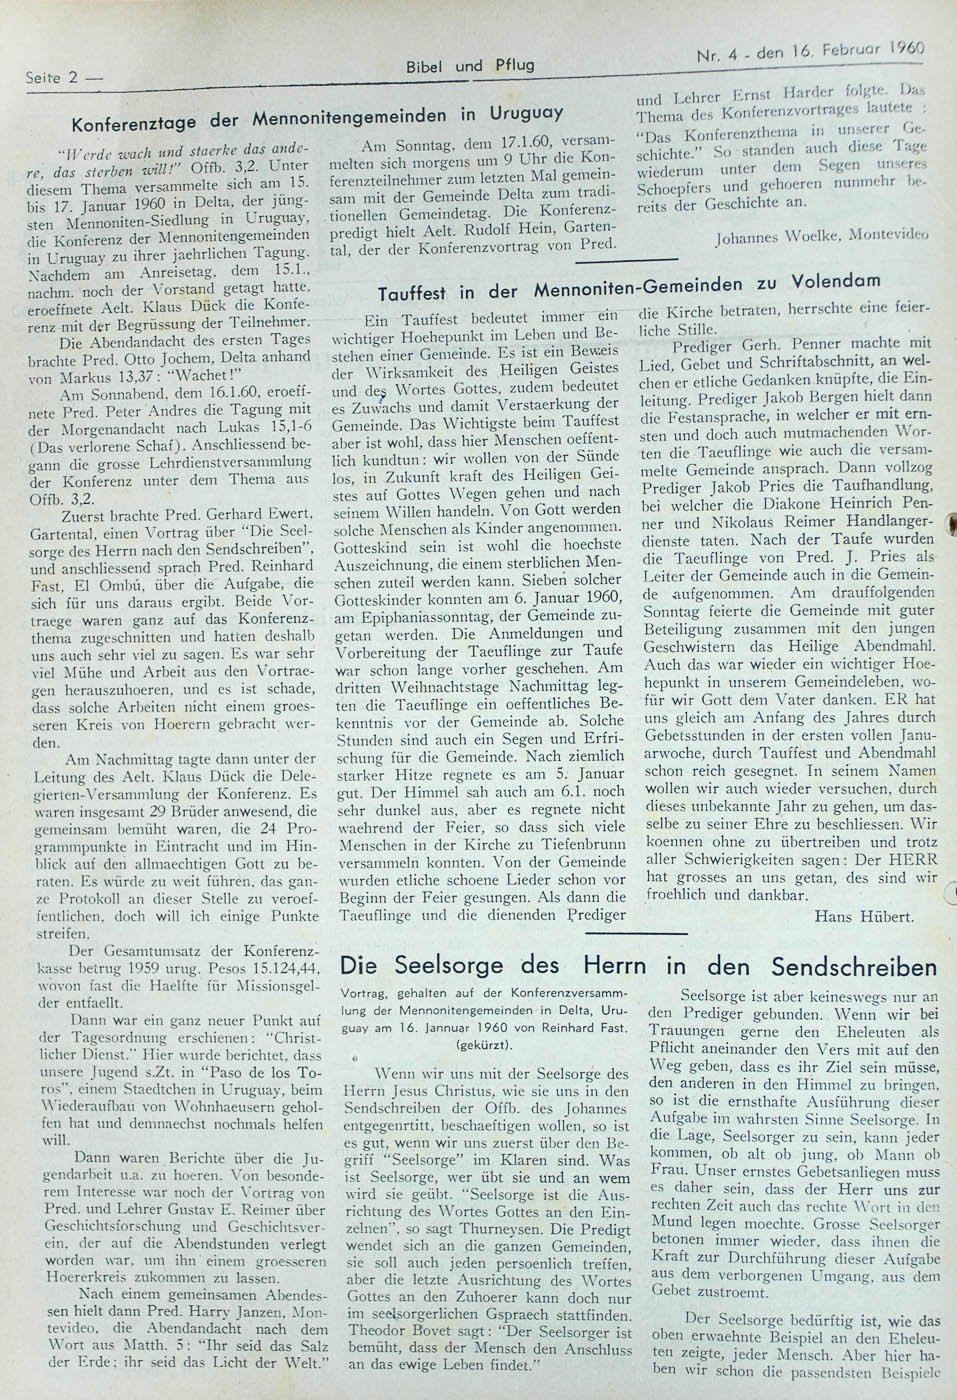 Seite 2 —
Bibel und Pflug
Nr. 4 - den 16. Februar 1960
Konferenztage der Mennonitengemeinden in Uruguay
"Werde wach und staerke das ande-
re, das sterben will!" Offb. 3,2. Unter
diesem Thema versammelte sich am 15.
bis 17. Januar 1960 in Delta, der jüng-
sten Mennoniten-Siedlung in Uruguay,
die Konferenz der Mennonitengemeinden
in Uruguay zu ihrer jaehrlichen Tagung.
Nachdem am Anreisetag, dem 15.1.,
nachm. noch der Vorstand getagt hatte,
eroeffnete Aelt. Klaus Dück die Konfe-
renz mit der Begrüssung der Teilnehmer.
Die Abendandacht des ersten Tages
brachte Pred. Otto Jochem, Delta anhand
von Markus 13,37: "Wachet!"
Am Sonnabend, dem 16.1.60, eroeff-
nete Pred. Peter Andres die Tagung mit
der Morgenandacht nach Lukas 15,1-6
(Das verlorene Schaf). Anschliessend be-
gann die grosse Lehrdienstversammlung
der Konferenz unter dem Thema aus
Offb. 3,2.
Zuerst brachte Pred. Gerhard Ewert,
Gartental, einen Vortrag über "Die Seel-
sorge des Herrn nach den Sendschreiben",
und anschliessend sprach Pred. Reinhard
Fast, El Ombú, über die Aufgabe, die
sich für uns daraus ergibt. Beide Vor-
traege waren ganz auf das Konferenz-
thema zugeschnitten und hatten deshalb
uns auch sehr viel zu sagen. Es war sehr
viel Mühe und Arbeit aus den Vortrae-
gen herauszuhoeren, und es ist schade,
dass solche Arbeiten nicht einem groes-
seren Kreis von Hoerern gebracht wer-
den.
Am Nachmittag tagte dann unter der
Leitung des Aelt. Klaus Dück die Dele-
gierten-Versammlung der Konferenz. Es
waren insgesamt 29 Brüder anwesend, die
gemeinsam bemüht waren, die 24 Pro-
grammpunkte in Eintracht und im Hin-
blick auf den allmaechtigen Gott zu be-
raten. Es würde zu weit führen, das gan-
ze Protokoll an dieser Stelle zu veroef-
fentlichen, doch will ich einige Punkte
streifen.
Der Gesamtumsatz der Konferenz-
kasse betrug 1959 urug. Pesos 15.124,44,
wovon fast die Haelfte für Missionsgel-
der entfaellt.
Dann war ein ganz neuer Punkt auf
der Tagesordnung erschienen: "Christ-
licher Dienst." Hier wurde berichtet, dass
unsere Jugend s.Zt. in "Paso de los To-
ros", einem Staedtchen in Uruguay, beim
Wiederaufbau von Wohnhaeusern gehol-
fen hat und demnaechst nochmals helfen
will.
Dann waren Berichte über die Ju-
gendarbeit u.a. zu hoeren. Von besonde-
rem Interesse war noch der Vortrag von
Pred. und Lehrer Gustav E. Reimer über
Geschichtsforschung und Geschichtsver-
ein, der auf die Abendstunden verlegt
worden war, um ihn einem groesseren
Hoererkreis zukommen zu lassen.
Nach einem gemeinsamen Abendes-
sen hielt dann Pred. Harry Janzen, Mon-
tevideo, die Abendandacht nach dem
Wort aus Matth. 5: "Ihr seid das Salz
der Erde; ihr seid das Licht der Welt."
Am Sonntag, dem 17.1.60, versam-
melten sich morgens um 9 Uhr die Kon-
ferenzteilnehmer zum letzten Mal gemein-
sam mit der Gemeinde Delta zum tradi-
tionellen Gemeindetag. Die Konferenz-
predigt hielt Aelt. Rudolf Hein, Garten-
tal, der der Konferenzvortrag von Pred.
und Lehrer Ernst Harder folgte. Das
Thema des Konferenzvortrages lautete :
"Das Konferenzthema in unserer Ge-
schichte." So standen auch diese Tage
wiederum unter dem Segen unseres
Schoepfers und gehoeren nunmehr be-
reits der Geschichte an.
Johannes Woelke, Montevideo
Tauffest in der Mennoniten-Gemeinden zu Volendam
Ein Tauffest bedeutet immer ein
wichtiger Hoehepunkt im Leben und Be-
stehen einer Gemeinde. Es ist ein Beweis
der Wirksamkeit des Heiligen Geistes
und des Wortes Gottes, zudem bedeutet
es Zuwachs und damit Verstaerkung der
Gemeinde. Das Wichtigste beim Tauffest
aber ist wohl, dass hier Menschen oeffent-
lich kundtun: wir wollen von der Sünde
los, in Zukunft kraft des Heiligen Gei-
stes auf Gottes Wegen gehen und nach
seinem Willen handeln. Von Gott werden
solche Menschen als Kinder angenommen.
Gotteskind sein ist wohl die hoechste
Auszeichnung, die einem sterblichen Men-
schen zuteil werden kann. Sieben solcher
Gotteskinder konnten am 6. Januar 1960,
am Epiphaniassonntag, der Gemeinde zu-
getan werden. Die Anmeldungen und
Vorbereitung der Taeuflinge zur Taufe
war schon lange vorher geschehen. Am
dritten Weihnachtstage Nachmittag leg-
ten die Taeuflinge ein oeffentliches Be-
kenntnis vor der Gemeinde ab. Solche
Stunden sind auch ein Segen und Erfri-
schung für die Gemeinde. Nach ziemlich
starker Hitze regnete es am 5. Januar
gut. Der Himmel sah auch am 6.1. noch
sehr dunkel aus, aber es regnete nicht
waehrend der Feier, so dass sich viele
Menschen in der Kirche zu Tiefenbrunn
versammeln konnten. Von der Gemeinde
wurden etliche schoene Lieder schon vor
Beginn der Feier gesungen. Als dann die
Taeuflinge und die dienenden Prediger
die Kirche betraten, herrschte eine feier-
liche Stille.
Prediger Gerh. Penner machte mit
Lied, Gebet und Schriftabschnitt, an wel-
chen er etliche Gedanken knüpfte, die Ein-
leitung. Prediger Jakob Bergen hielt dann
die Festansprache, in welcher er mit ern-
sten und doch auch mutmachenden Wor-
ten die Taeuflinge wie auch die versam-
melte Gemeinde ansprach. Dann vollzog
Prediger Jakob Pries die Taufhandlung,
bei welcher die Diakone Heinrich Pen-
ner und Nikolaus Reimer Handlanger-
dienste taten. Nach der Taufe wurden
die Taeuflinge von Pred. J. Pries als
Leiter der Gemeinde auch in die Gemein-
de aufgenommen. Am drauffolgenden
Sonntag feierte die Gemeinde mit guter
Beteiligung zusammen mit den jungen
Geschwistern das Heilige Abendmahl.
Auch das war wieder ein wichtiger Hoe-
hepunkt in unserem Gemeindeleben, wo-
für wir Gott dem Vater danken. ER hat
uns gleich am Anfang des Jahres durch
Gebetsstunden in der ersten vollen Janu-
arwoche, durch Tauffest und Abendmahl
schon reich gesegnet. In seinem Namen
wollen wir auch wieder versuchen, durch
dieses unbekannte Jahr zu gehen, um das-
selbe zu seiner Ehre zu beschliessen. Wir
koennen ohne zu übertreiben und trotz
aller Schwierigkeiten sagen: Der HERR
hat grosses an uns getan, des sind wir
froehlich und dankbar.
Hans Hübert.
Die Seelsorge des Herrn in den Sendschreiben
Vortrag, gehalten auf der Konferenzversamm-
lung der Mennonitengemeinden in Delta, Uru-
guay am 16. Jannuar 1960 von Reinhard Fast.
(gekürzt).
Wenn wir uns mit der Seelsorge des
Herrn Jesus Christus, wie sie uns in den
Sendschreiben der Offb. des Johannes
entgegenrtitt, beschaeftigen wollen, so ist
es gut, wenn wir uns zuerst über den Be-
griff "Seelsorge" im Klaren sind. Was
ist Seelsorge, wer übt sie und an wem
wird sie geübt. "Seelsorge ist die Aus-
richtung des Wortes Gottes an den Ein-
zelnen", so sagt Thurneysen. Die Predigt
wendet sich an die ganzen Gemeinden,
sie soll auch jeden persoenlich treffen,
aber die letzte Ausrichtung des Wortes
Gottes an den Zuhoerer kann doch nur
im seelsorgerlichen Gspraech stattfinden.
Theodor Bovet sagt: "Der Seelsorger ist
bemüht, dass der Mensch den Anschluss
an das ewige Leben findet."
Seelsorge ist aber keineswegs nur an
den Prediger gebunden. Wenn wir bei
Trauungen gerne den Eheleuten als
Pflicht aneinander den Vers mit auf den
Weg geben, dass es ihr Ziel sein müsse,
den anderen in den Himmel zu bringen,
so ist die ernsthafte Ausführung dieser
Aufgabe im wahrsten Sinne Seelsorge. In
die Lage, Seelsorger zu sein, kann jeder
kommen, ob alt ob jung, ob Mann ob
Frau. Unser ernstes Gebetsanliegen muss
es daher sein, dass der Herr uns zur
rechten Zeit auch das rechte Wort in den
Mund legen moechte. Grosse Seelsorger
betonen immer wieder, dass ihnen die
Kraft zur Durchführung dieser Aufgabe
aus dem verborgenen Umgang, aus dem
Gebet zustroemt.
Der Seelsorge bedürftig ist, wie das
oben erwaehnte Beispiel an den Eheleu-
ten zeigte, jeder Mensch. Aber hier ha-
ben wir schon die passendsten Beispiele